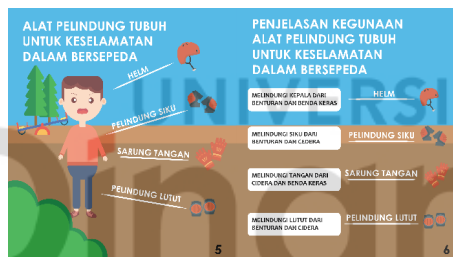 ALAT PELINDUNG TUBUH
UNTUK KESELAMATAN
DALAM BERSEPEDA
HELM
PELINDUNG SIKU
SARUNG TANGAN
PELINDUNG LUTUT
5
PENJELASAN KEGUNAAN
ALAT PELINDUNG TUBUH
UNTUK KESELAMATAN
DALAM BERSEPEDA
MELINDUNGI KEPALA DARI
BENTURAN DAN BENDA KERAS
HELM
MELINDUNGI SIKU DARI
BENTURAN DAN CEDERA
PELINDUNG SIKU
MELINDUNGI TANGAN DARI
CIDERA DAN BENDA KERAS
SARUNG TANGAN
MELINDUNGI LUTUT DARI
BENTURAN DAN CIDERA
PELINDUNG LUTUT
6
UNIVERSI